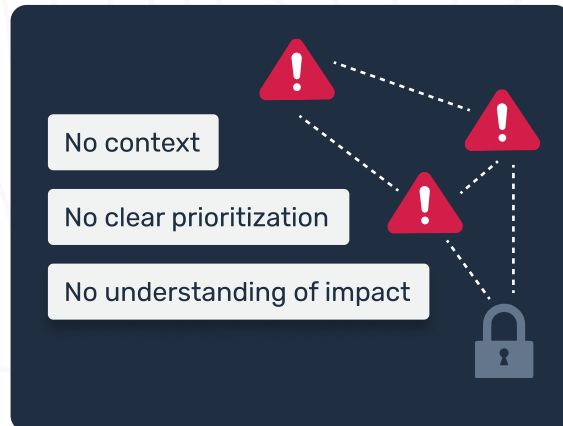 No context
No clear prioritization
No understanding of impact